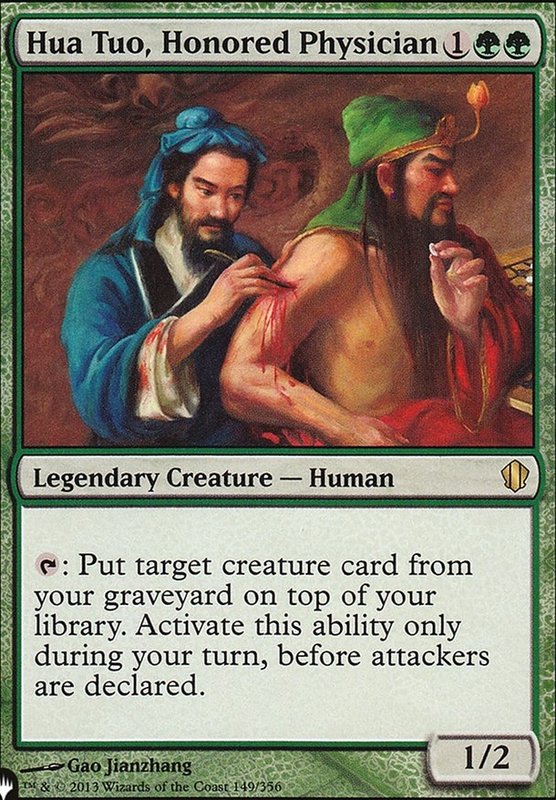 Hua Tuo, Honored Physician 1
Legendary Creature — Human
: Put target creature card from
your graveyard on top of your
library. Activate this ability only
during your turn, before attackers
are declared.
Gao Jianzhang
1/2
™ & © 2013 Wizards of the Coast 149/356